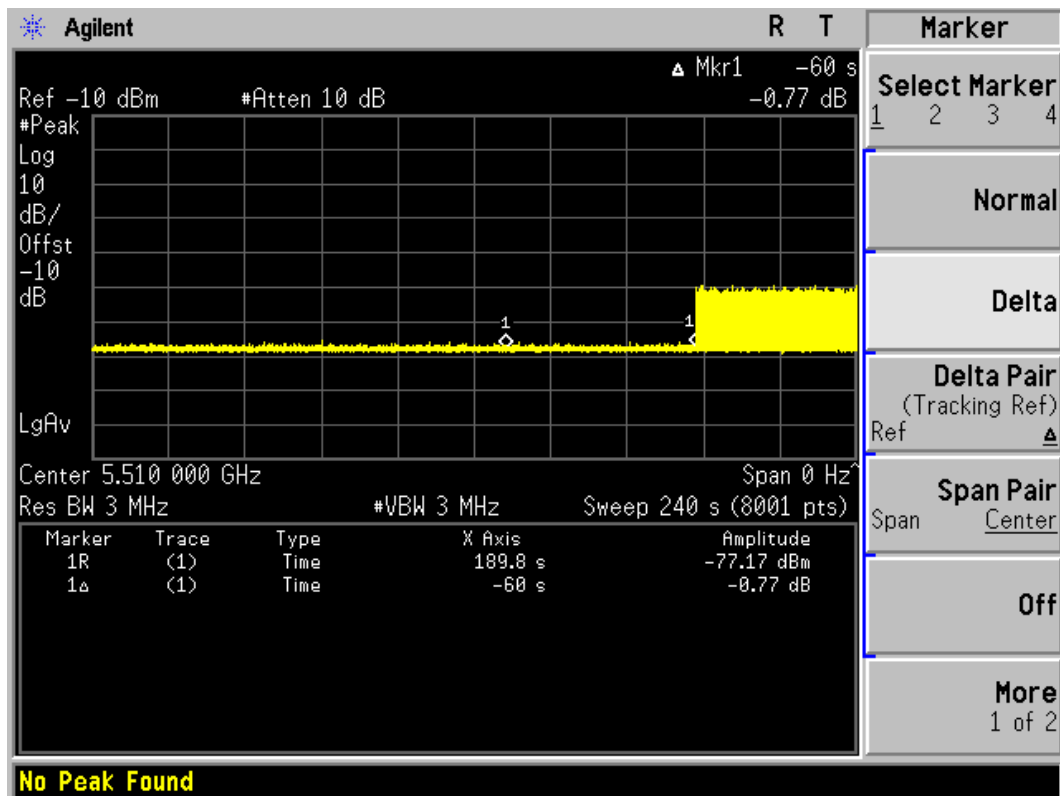 Agilent R T
Δ Mkr1 -60 s
Ref -10 dBm #Atten 10 dB -0.77 dB
#Peak
Log
10
dB/
Offst
-10
dB
1 1
LgAv
Center 5.510 000 GHz Span 0 Hz^
Res BW 3 MHz #VBW 3 MHz Sweep 240 s (8001 pts)
Marker Trace Type X Axis Amplitude
1R (1) Time 189.8 s -77.17 dBm
1Δ (1) Time -60 s -0.77 dB
No Peak Found
Marker
Select Marker
1 2 3 4
Normal
Delta
Delta Pair
(Tracking Ref)
Ref Δ
Span Pair
Span Center
Off
More
1 of 2